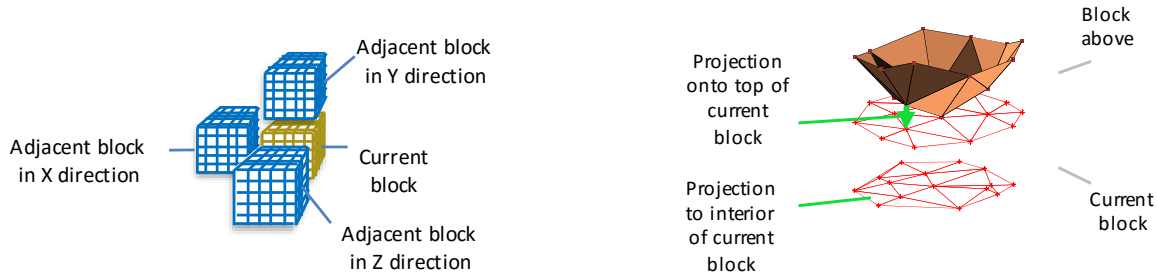 Adjacent block
in Y direction
Adjacent block
in X direction
Current
block
Adjacent block
in Z direction
Projection
onto top of
current
block
Block
above
Projection
to interior
of current
block
Current
block